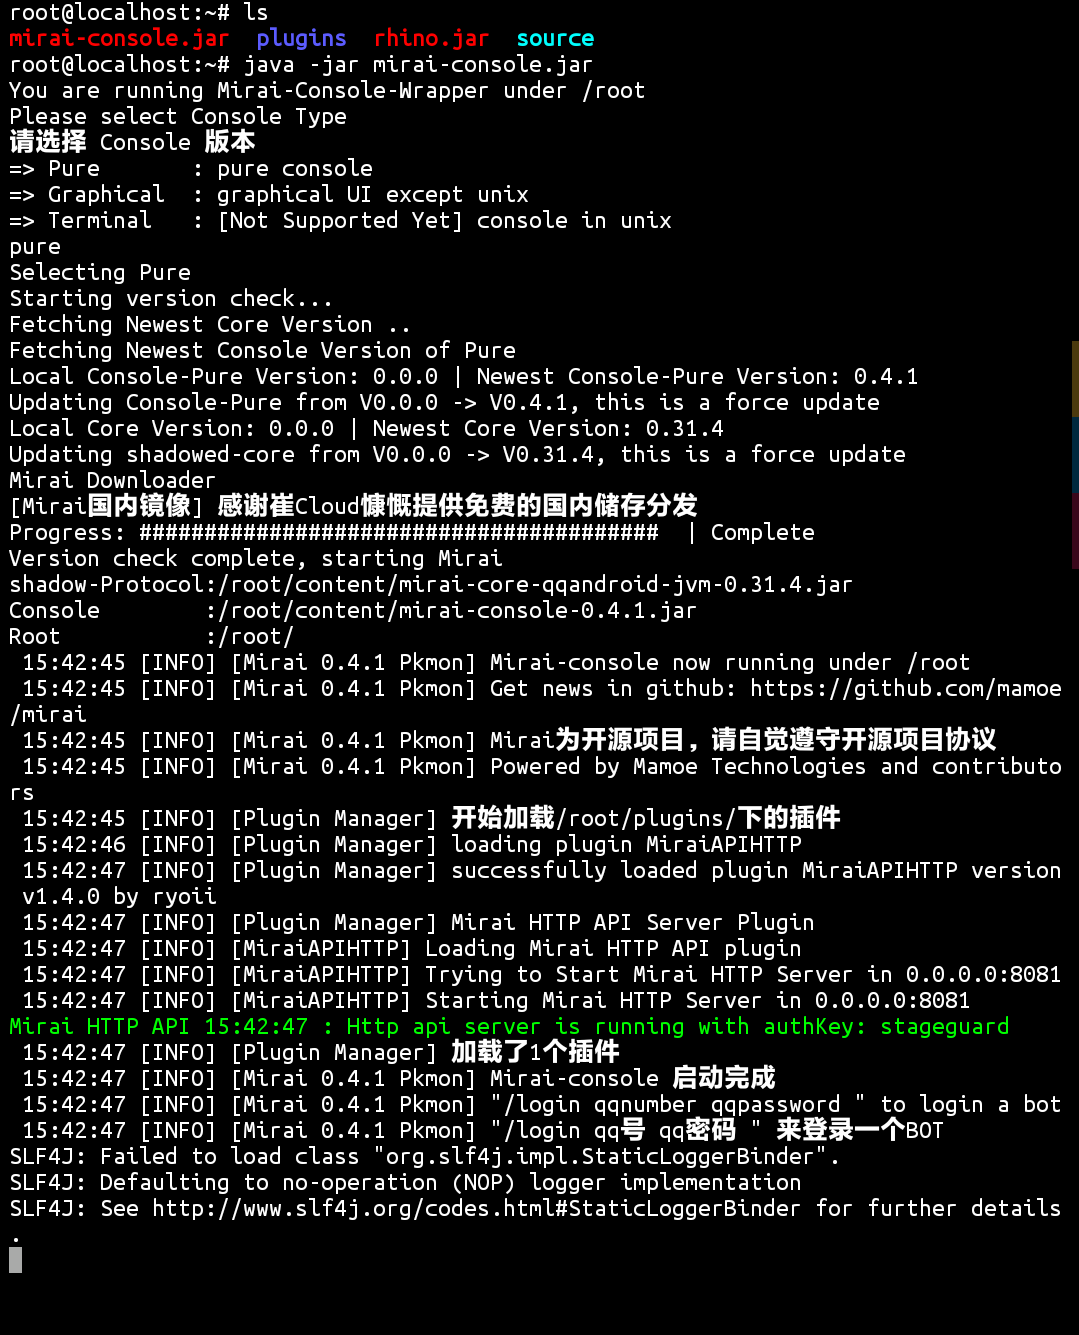 root@localhost:~# ls
mirai-console.jar  plugins  rhino.jar  source
root@localhost:~# java -jar mirai-console.jar
You are running Mirai-Console-Wrapper under /root
Please select Console Type
请选择 Console 版本
=> Pure       : pure console
=> Graphical  : graphical UI except unix
=> Terminal   : [Not Supported Yet] console in unix
pure
Selecting Pure
Starting version check...
Fetching Newest Core Version ..
Fetching Newest Console Version of Pure
Local Console-Pure Version: 0.0.0 | Newest Console-Pure Version: 0.4.1
Updating Console-Pure from V0.0.0 -> V0.4.1, this is a force update
Local Core Version: 0.0.0 | Newest Core Version: 0.31.4
Updating shadowed-core from V0.0.0 -> V0.31.4, this is a force update
Mirai Downloader
[Mirai国内镜像] 感谢崔Cloud慷慨提供免费的国内储存分发
Progress: ########################################  | Complete
Version check complete, starting Mirai
shadow-Protocol:/root/content/mirai-core-qqandroid-jvm-0.31.4.jar
Console        :/root/content/mirai-console-0.4.1.jar
Root           :/root/
 15:42:45 [INFO] [Mirai 0.4.1 Pkmon] Mirai-console now running under /root
 15:42:45 [INFO] [Mirai 0.4.1 Pkmon] Get news in github: https://github.com/mamoe
/mirai
 15:42:45 [INFO] [Mirai 0.4.1 Pkmon] Mirai为开源项目，请自觉遵守开源项目协议
 15:42:45 [INFO] [Mirai 0.4.1 Pkmon] Powered by Mamoe Technologies and contributo
rs
 15:42:45 [INFO] [Plugin Manager] 开始加载/root/plugins/下的插件
 15:42:46 [INFO] [Plugin Manager] loading plugin MiraiAPIHTTP
 15:42:47 [INFO] [Plugin Manager] successfully loaded plugin MiraiAPIHTTP version
 v1.4.0 by ryoii
 15:42:47 [INFO] [Plugin Manager] Mirai HTTP API Server Plugin
 15:42:47 [INFO] [MiraiAPIHTTP] Loading Mirai HTTP API plugin
 15:42:47 [INFO] [MiraiAPIHTTP] Trying to Start Mirai HTTP Server in 0.0.0.0:8081
 15:42:47 [INFO] [MiraiAPIHTTP] Starting Mirai HTTP Server in 0.0.0.0:8081
Mirai HTTP API 15:42:47 : Http api server is running with authKey: stageguard
 15:42:47 [INFO] [Plugin Manager] 加载了1个插件
 15:42:47 [INFO] [Mirai 0.4.1 Pkmon] Mirai-console 启动完成
 15:42:47 [INFO] [Mirai 0.4.1 Pkmon] "/login qqnumber qqpassword " to login a bot
 15:42:47 [INFO] [Mirai 0.4.1 Pkmon] "/login qq号 qq密码 " 来登录一个BOT
SLF4J: Failed to load class "org.slf4j.impl.StaticLoggerBinder".
SLF4J: Defaulting to no-operation (NOP) logger implementation
SLF4J: See http://www.slf4j.org/codes.html#StaticLoggerBinder for further details
.